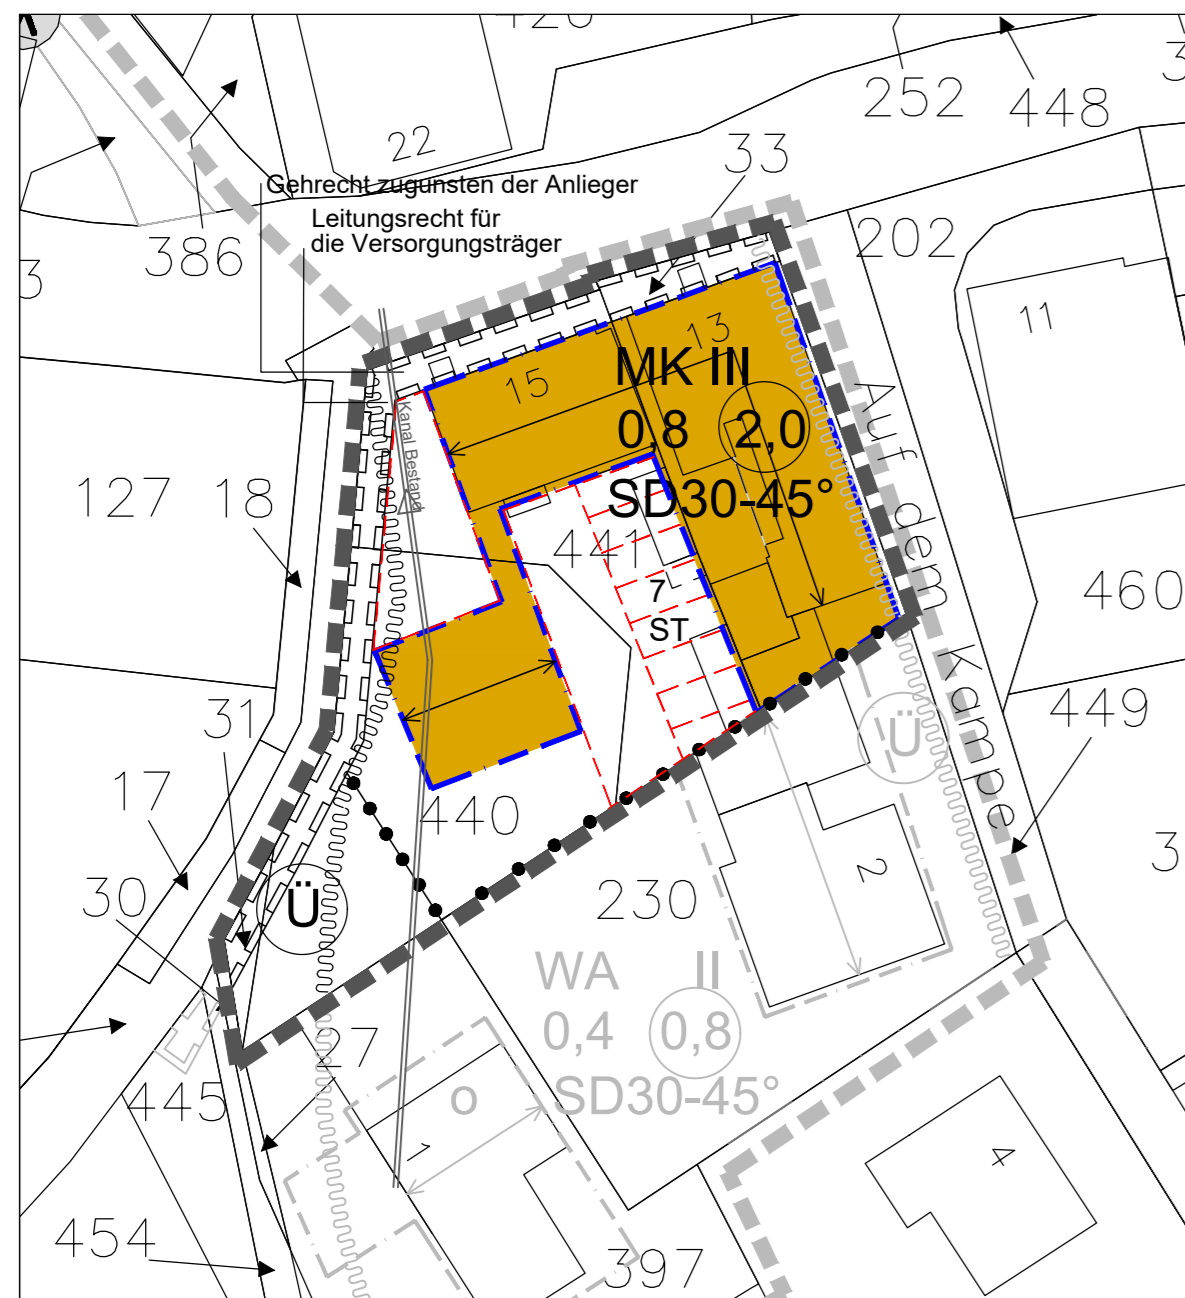 252
448
22
33
Gehrecht zugunsten der Anlieger
Leitungsrecht für
die Versorgungsträger
386
202
11
13
15
MK III
0,8 2,0
SD30-45°
Kanal Bestand
Auf dem Kampe
127
18
441
7
ST
460
31
449
17
440
Ü
2
30
Ü
230
WA II
0,4 0,8
27
o SD30-45°
445
1
4
454
397